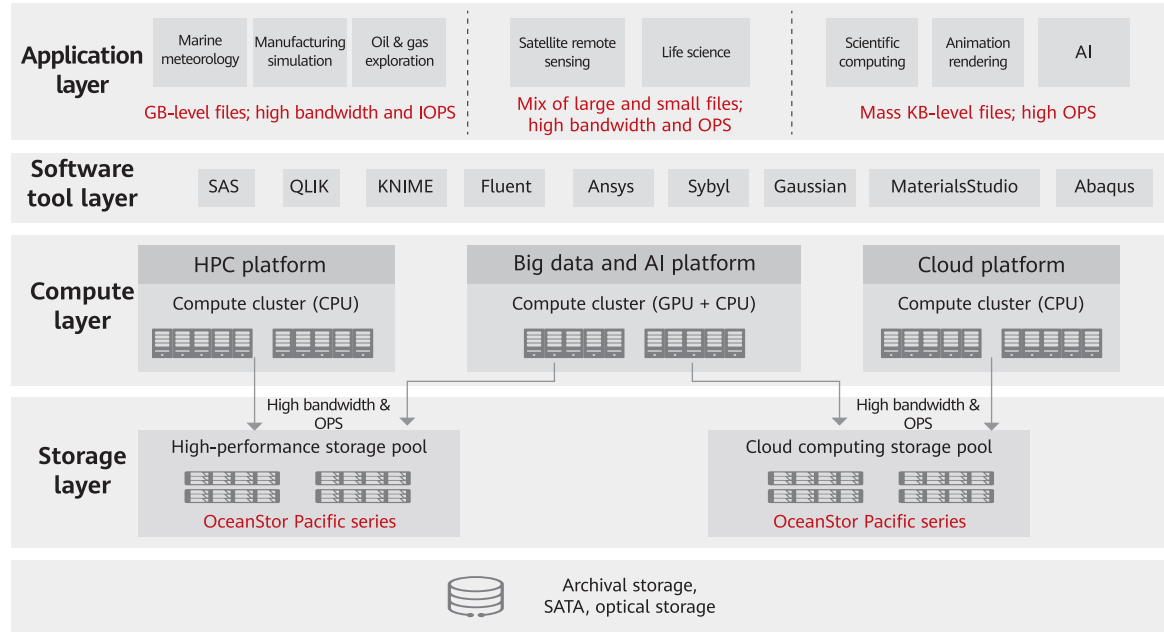 Application
layer
Marine
meteorology
Manufacturing
simulation
Oil & gas
exploration
GB-level files; high bandwidth and IOPS
Satellite remote
sensing
Life science
Mix of large and small files;
high bandwidth and OPS
Scientific
computing
Animation
rendering
AI
Mass KB-level files; high OPS
Software
tool layer
SAS
QLIK
KNIME
Fluent
Ansys
Sybyl
Gaussian
MaterialsStudio
Abaqus
Compute
layer
HPC platform
Compute cluster (CPU)
Big data and AI platform
Compute cluster (GPU + CPU)
Cloud platform
Compute cluster (CPU)
High bandwidth &
OPS
High bandwidth &
OPS
Storage
layer
High-performance storage pool
OceanStor Pacific series
Cloud computing storage pool
OceanStor Pacific series
Archival storage,
SATA, optical storage